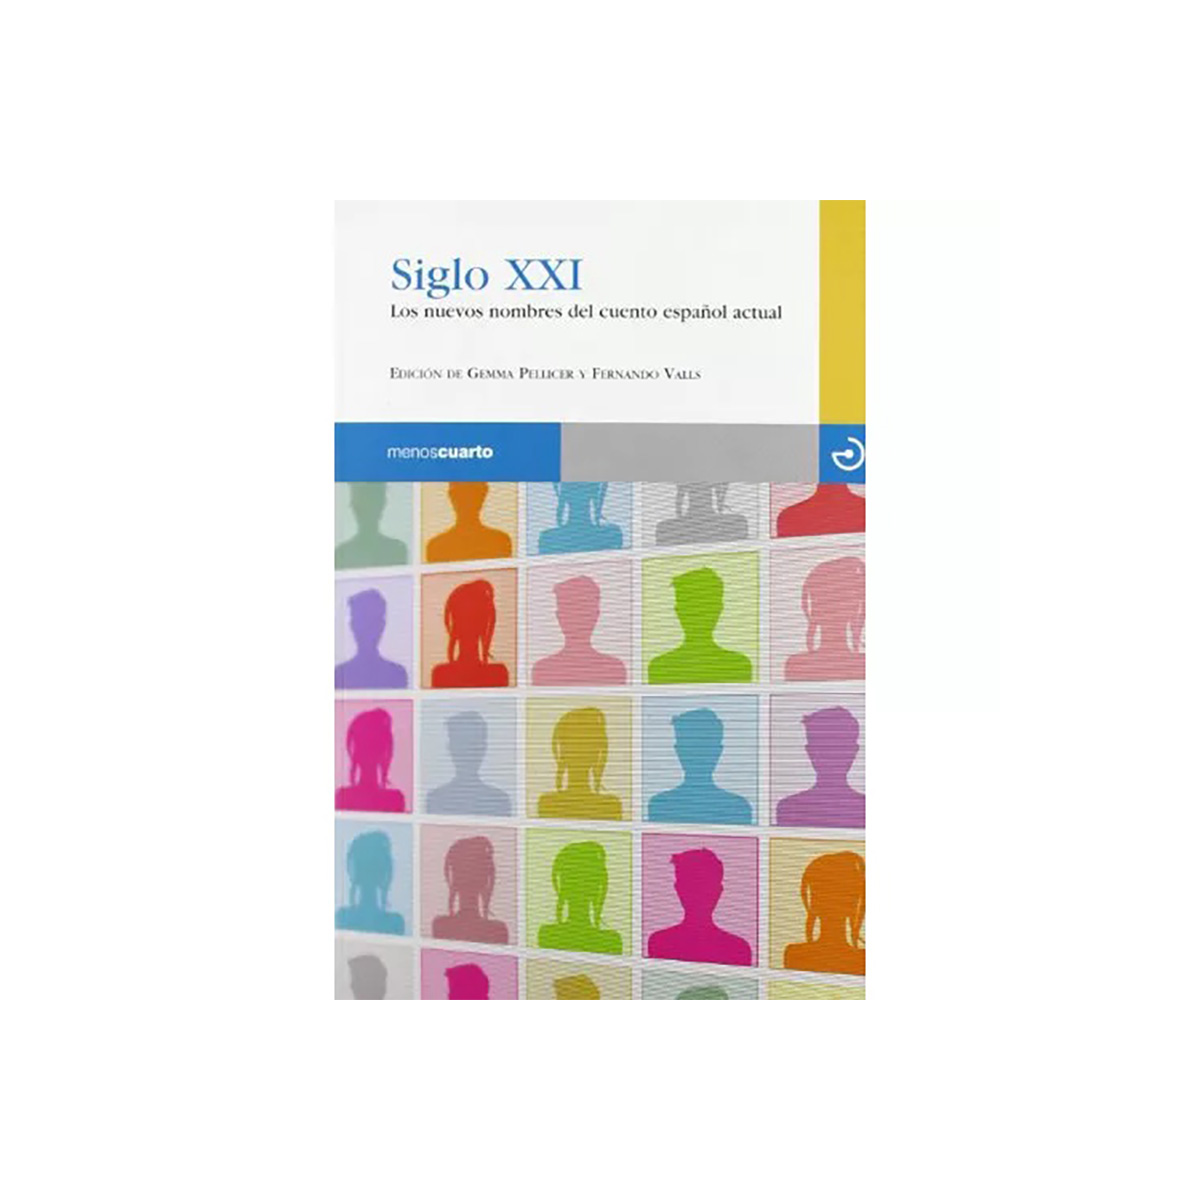 Siglo XXI
Los nuevos nombres del cuento español actual
Edición de Gemma Pellicer y Fernando Valls
menoscuarto